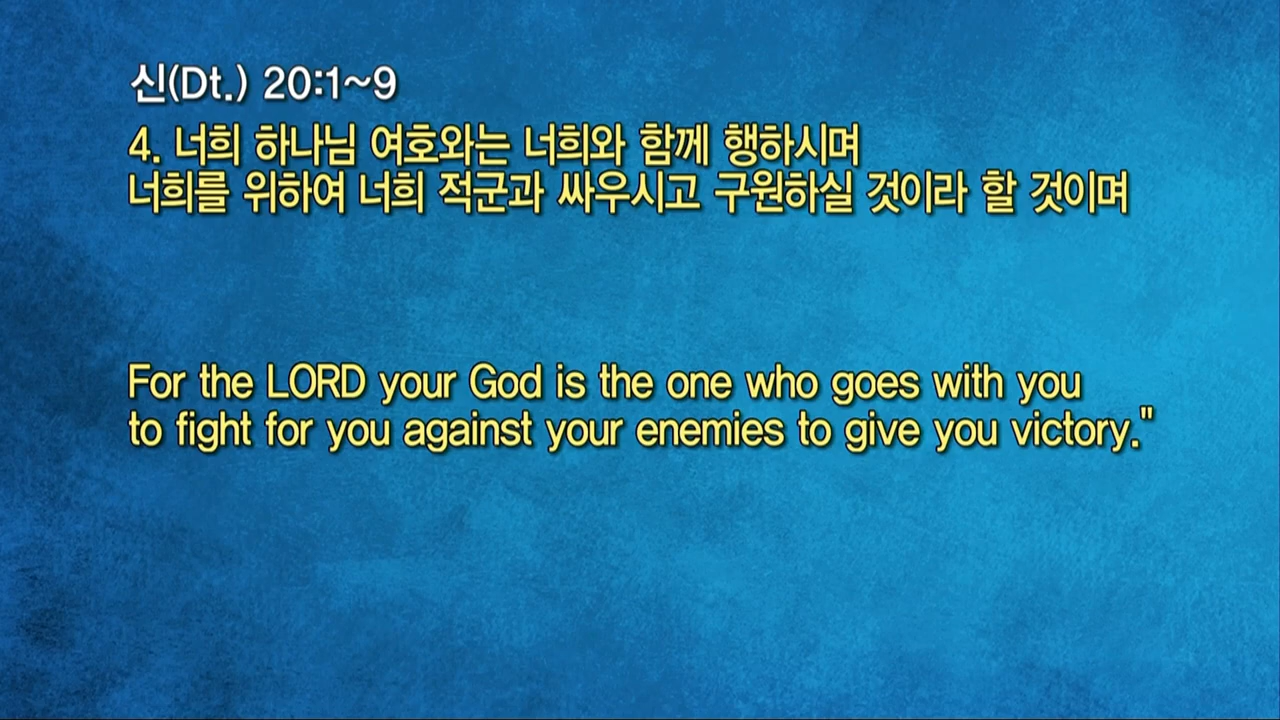 신(Dt.) 20:1~9
4. 너희 하나님 여호와는 너희와 함께 행하시며
너희를 위하여 너희 적군과 싸우시고 구원하실 것이라 할 것이며
For the LORD your God is the one who goes with you
to fight for you against your enemies to give you victory."